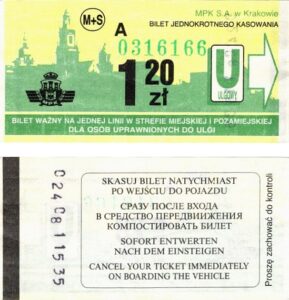 MPK S.A. w Krakowie
M+S
BILET JEDNOKROTNEGO KASOWANIA
A
0316166
1 20 zł
U
ULGOWY
BILET WAŻNY NA JEDNEJ LINII W STREFIE MIEJSKIEJ I POZAMIEJSKIEJ
DLA OSÓB UPRAWNIONYCH DO ULGI
SKASUJ BILET NATYCHMIAST
PO WEJŚCIU DO POJAZDU
СРАЗУ ПОСЛЕ ВХОДА
В СРЕДСТВО ПЕРЕДВИИЖЕНИЯ
КОМПОСТИРОВАТЬ БИЛЕТ
SOFORT ENTWERTEN
NACH DEM EINSTEIGEN
CANCEL YOUR TICKET IMMEDIATELY
ON BOARDING THE VEHICLE
Proszę zachować do kontroli